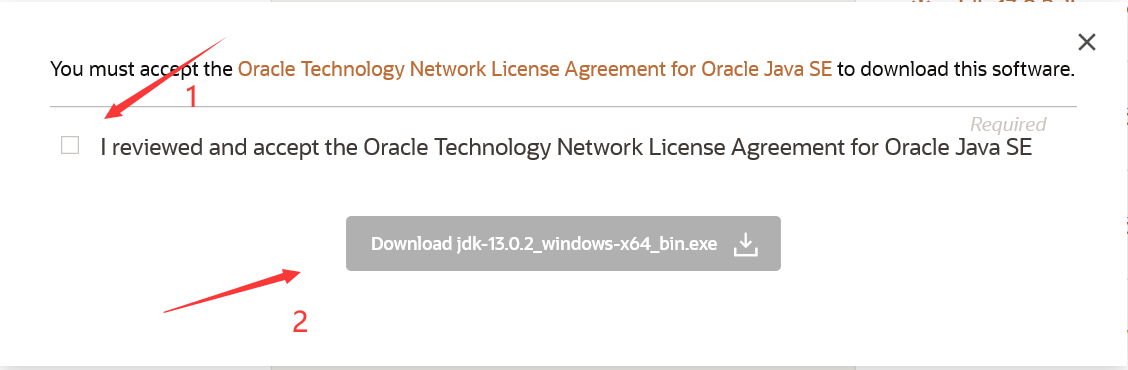 You must accept the Oracle Technology Network License Agreement for Oracle Java SE to download this software.
1
Required
I reviewed and accept the Oracle Technology Network License Agreement for Oracle Java SE
Download jdk-13.0.2_windows-x64_bin.exe
2